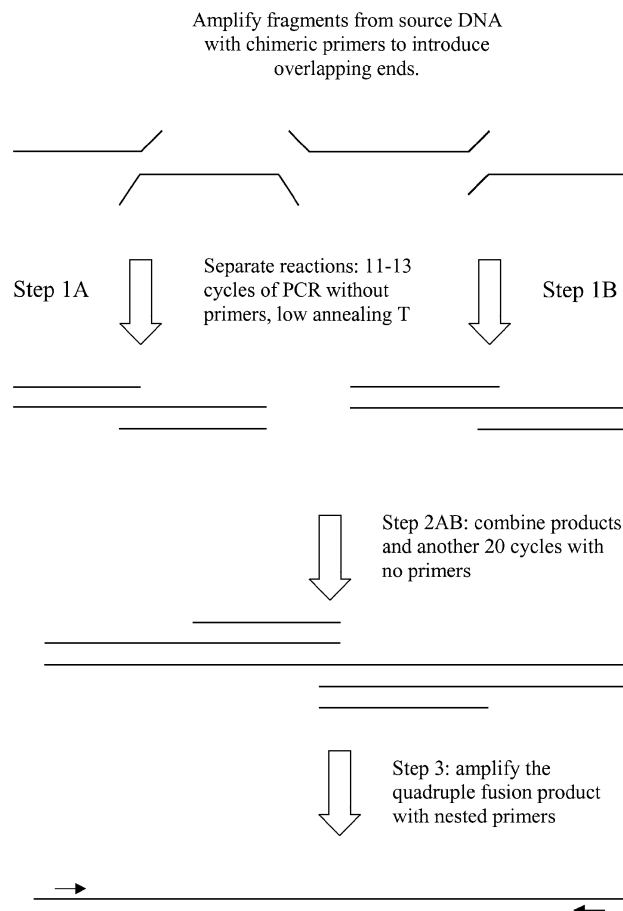 Amplify fragments from source DNA
with chimeric primers to introduce
overlapping ends.
Step 1A
Separate reactions: 11-13
cycles of PCR without
primers, low annealing T
Step 1B
Step 2AB: combine products
and another 20 cycles with
no primers
Step 3: amplify the
quadruple fusion product
with nested primers